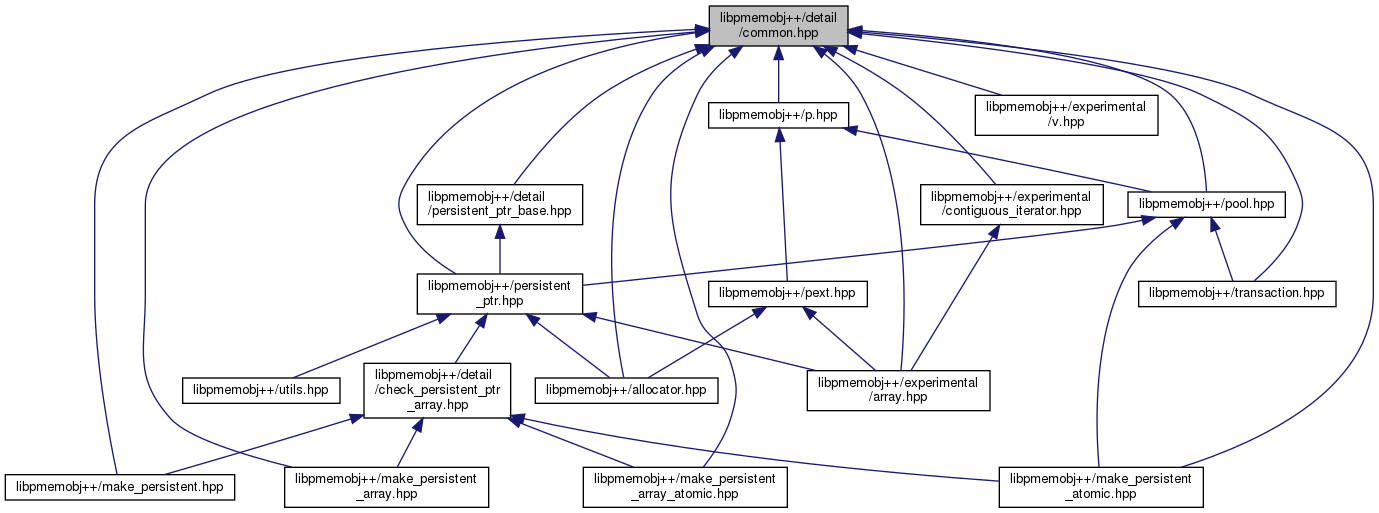 libpmemobj++/detail
/common.hpp
libpmemobj++/p.hpp
libpmemobj++/experimental
/v.hpp
libpmemobj++/detail
/persistent_ptr_base.hpp
libpmemobj++/experimental
/contiguous_iterator.hpp
libpmemobj++/pool.hpp
libpmemobj++/persistent
_ptr.hpp
libpmemobj++/pext.hpp
libpmemobj++/transaction.hpp
libpmemobj++/utils.hpp
libpmemobj++/detail
/check_persistent_ptr
_array.hpp
libpmemobj++/allocator.hpp
libpmemobj++/experimental
/array.hpp
libpmemobj++/make_persistent.hpp
libpmemobj++/make_persistent
_array.hpp
libpmemobj++/make_persistent
_array_atomic.hpp
libpmemobj++/make_persistent
_atomic.hpp